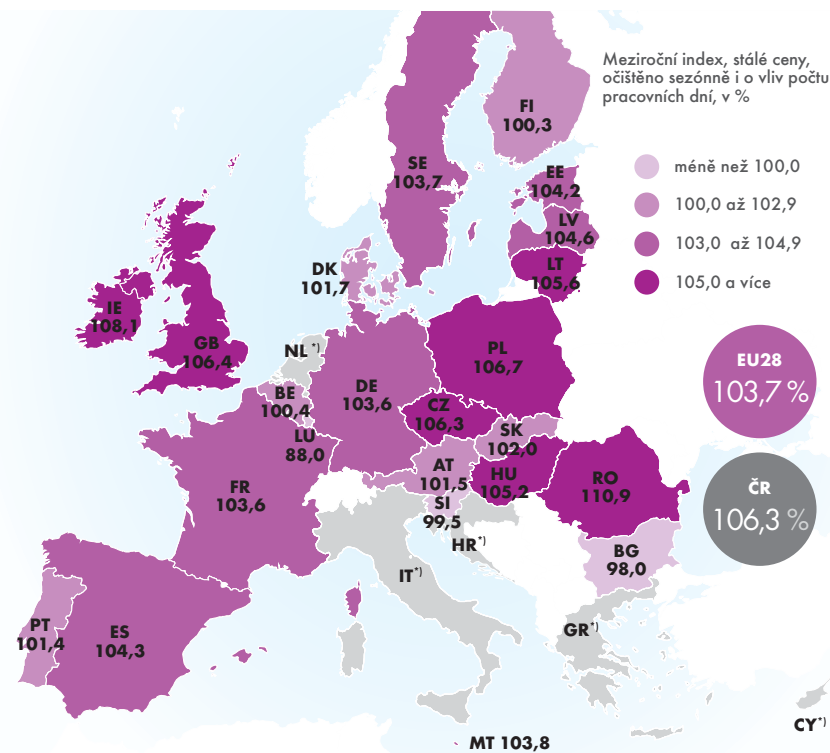 Meziroční index, stálé ceny,
očištěno sezónně i o vliv počtu
pracovních dní, v %
méně než 100,0
100,0 až 102,9
103,0 až 104,9
105,0 a více
EU28
103,7 %
ČR
106,3 %
FI
100,3
SE
103,7
EE
104,2
LV
104,6
LT
105,6
DK
101,7
IE
108,1
GB
106,4
NL *)
PL
106,7
DE
103,6
BE
100,4
CZ
106,3
LU
88,0
SK
102,0
AT
101,5
HU
105,2
RO
110,9
FR
103,6
SI
99,5
HR*)
BG
98,0
IT*)
GR*)
PT
101,4
ES
104,3
CY*)
MT 103,8